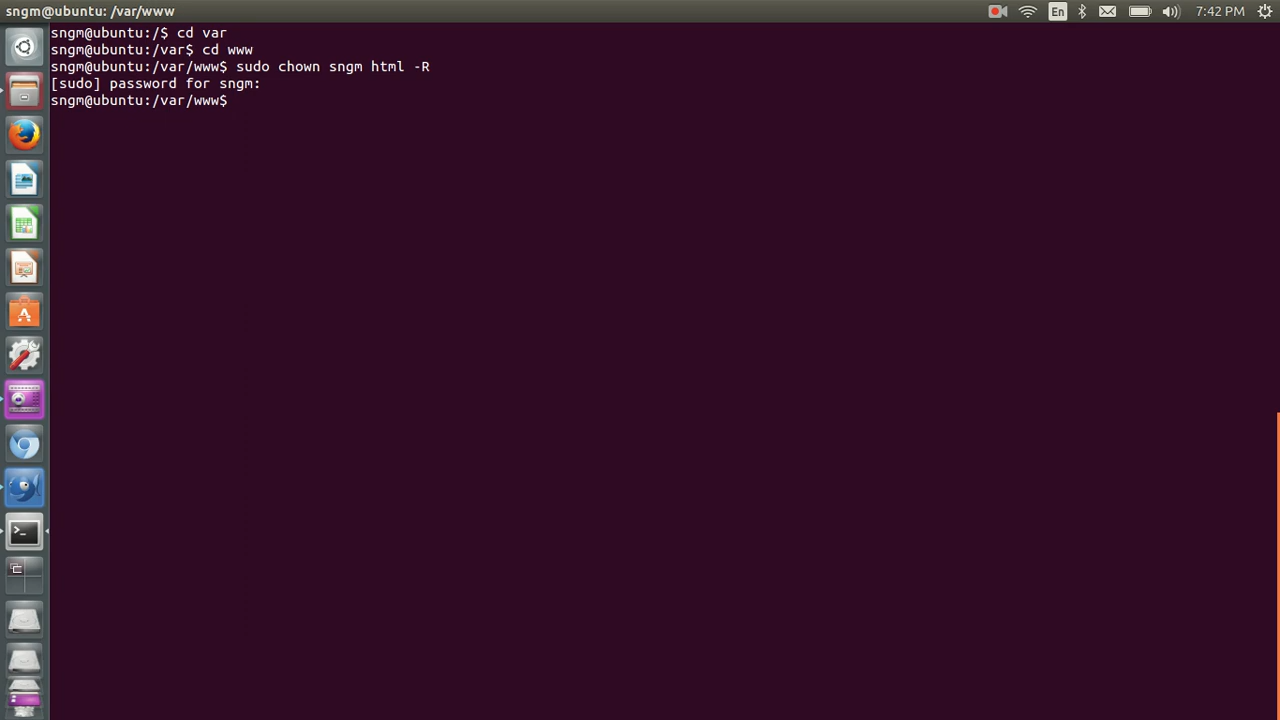 sngm@ubuntu: /var/www
En
7:42 PM
sngm@ubuntu:/$ cd var
sngm@ubuntu:/var$ cd www
sngm@ubuntu:/var/www$ sudo chown sngm html -R
[sudo] password for sngm:
sngm@ubuntu:/var/www$